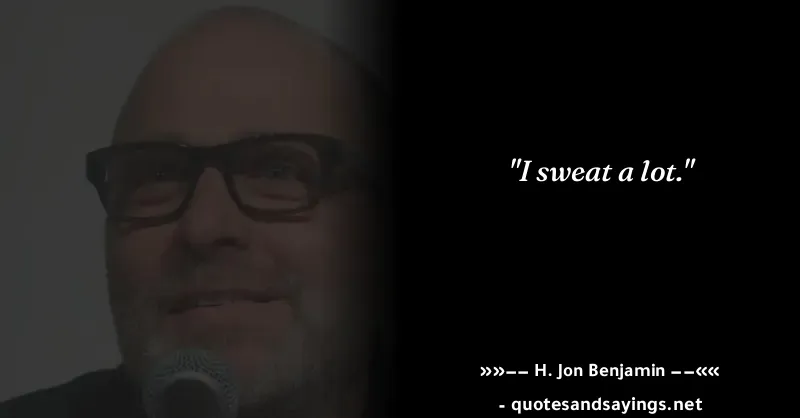 "I sweat a lot."
»»–– H. Jon Benjamin ––««
- quotesandsayings.net